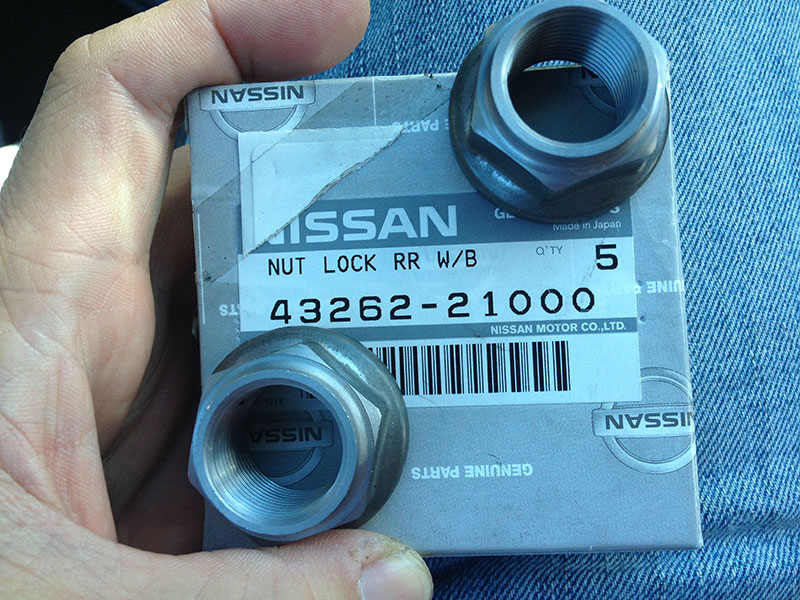 NISSAN
PARTS
NISSAN
Made in Japan
NUT LOCK RR W/B Q'TY 5
43262-21000
NISSAN MOTOR CO.,LTD.
NISSAN
NISSAN
GENUINE PARTS